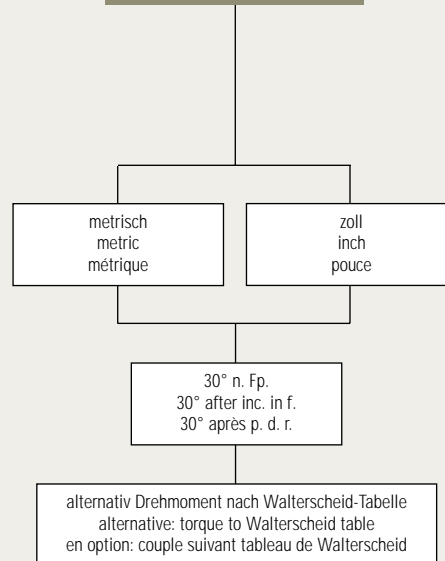 metrisch
metric
métrique
zoll
inch
pouce
30° n. Fp.
30° after inc. in f.
30° après p. d. r.
alternativ Drehmoment nach Walterscheid-Tabelle
alternative: torque to Walterscheid table
en option: couple suivant tableau de Walterscheid